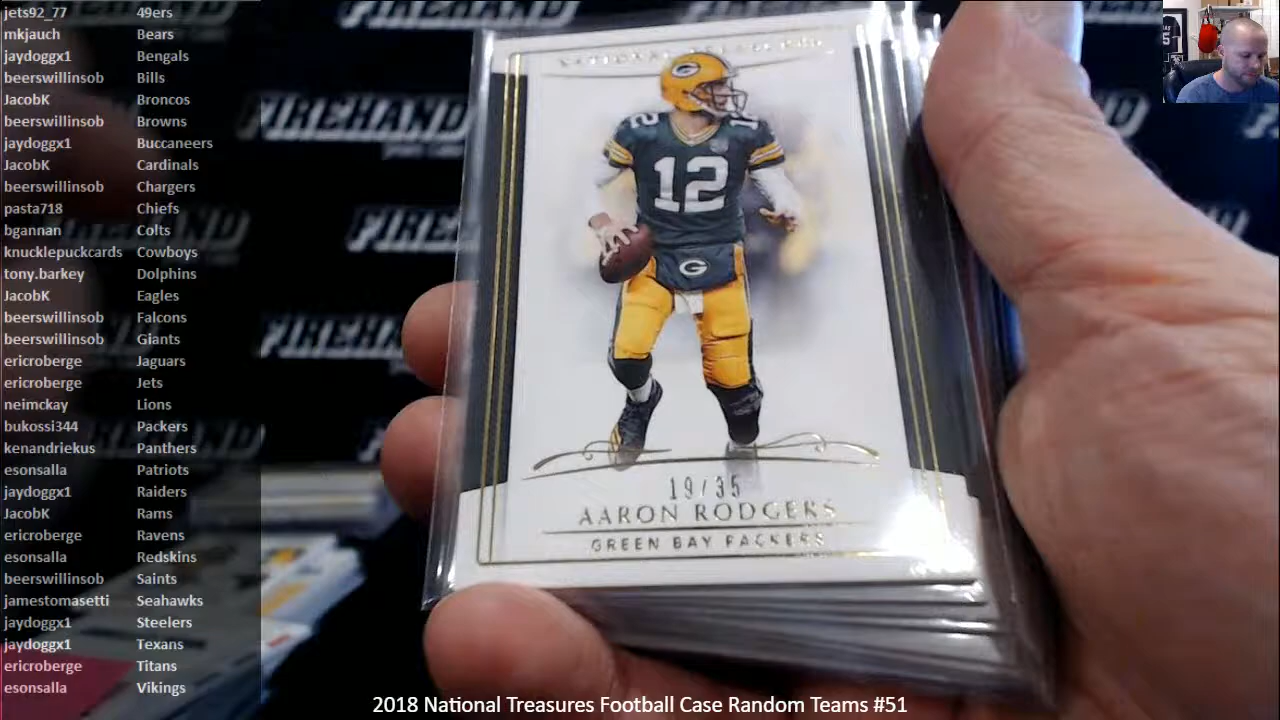 jets92_77 49ers
mkjauch Bears
jaydoggx1 Bengals
beerswillinsob Bills
JacobK Broncos
beerswillinsob Browns
jaydoggx1 Buccaneers
JacobK Cardinals
beerswillinsob Chargers
pasta718 Chiefs
bgannan Colts
knucklepuckcards Cowboys
tony.barkey Dolphins
JacobK Eagles
beerswillinsob Falcons
beerswillinsob Giants
ericroberge Jaguars
ericroberge Jets
neimckay Lions
bukossi344 Packers
kenandriekus Panthers
esonsalla Patriots
jaydoggx1 Raiders
JacobK Rams
ericroberge Ravens
esonsalla Redskins
beerswillinsob Saints
jamestomasetti Seahawks
jaydoggx1 Steelers
jaydoggx1 Texans
ericroberge Titans
esonsalla Vikings
FIREHAND
FIREHAND
FIREHAND
G
12
12
G
19/35
AARON RODGERS
GREEN BAY PACKERS
2018 National Treasures Football Case Random Teams #51